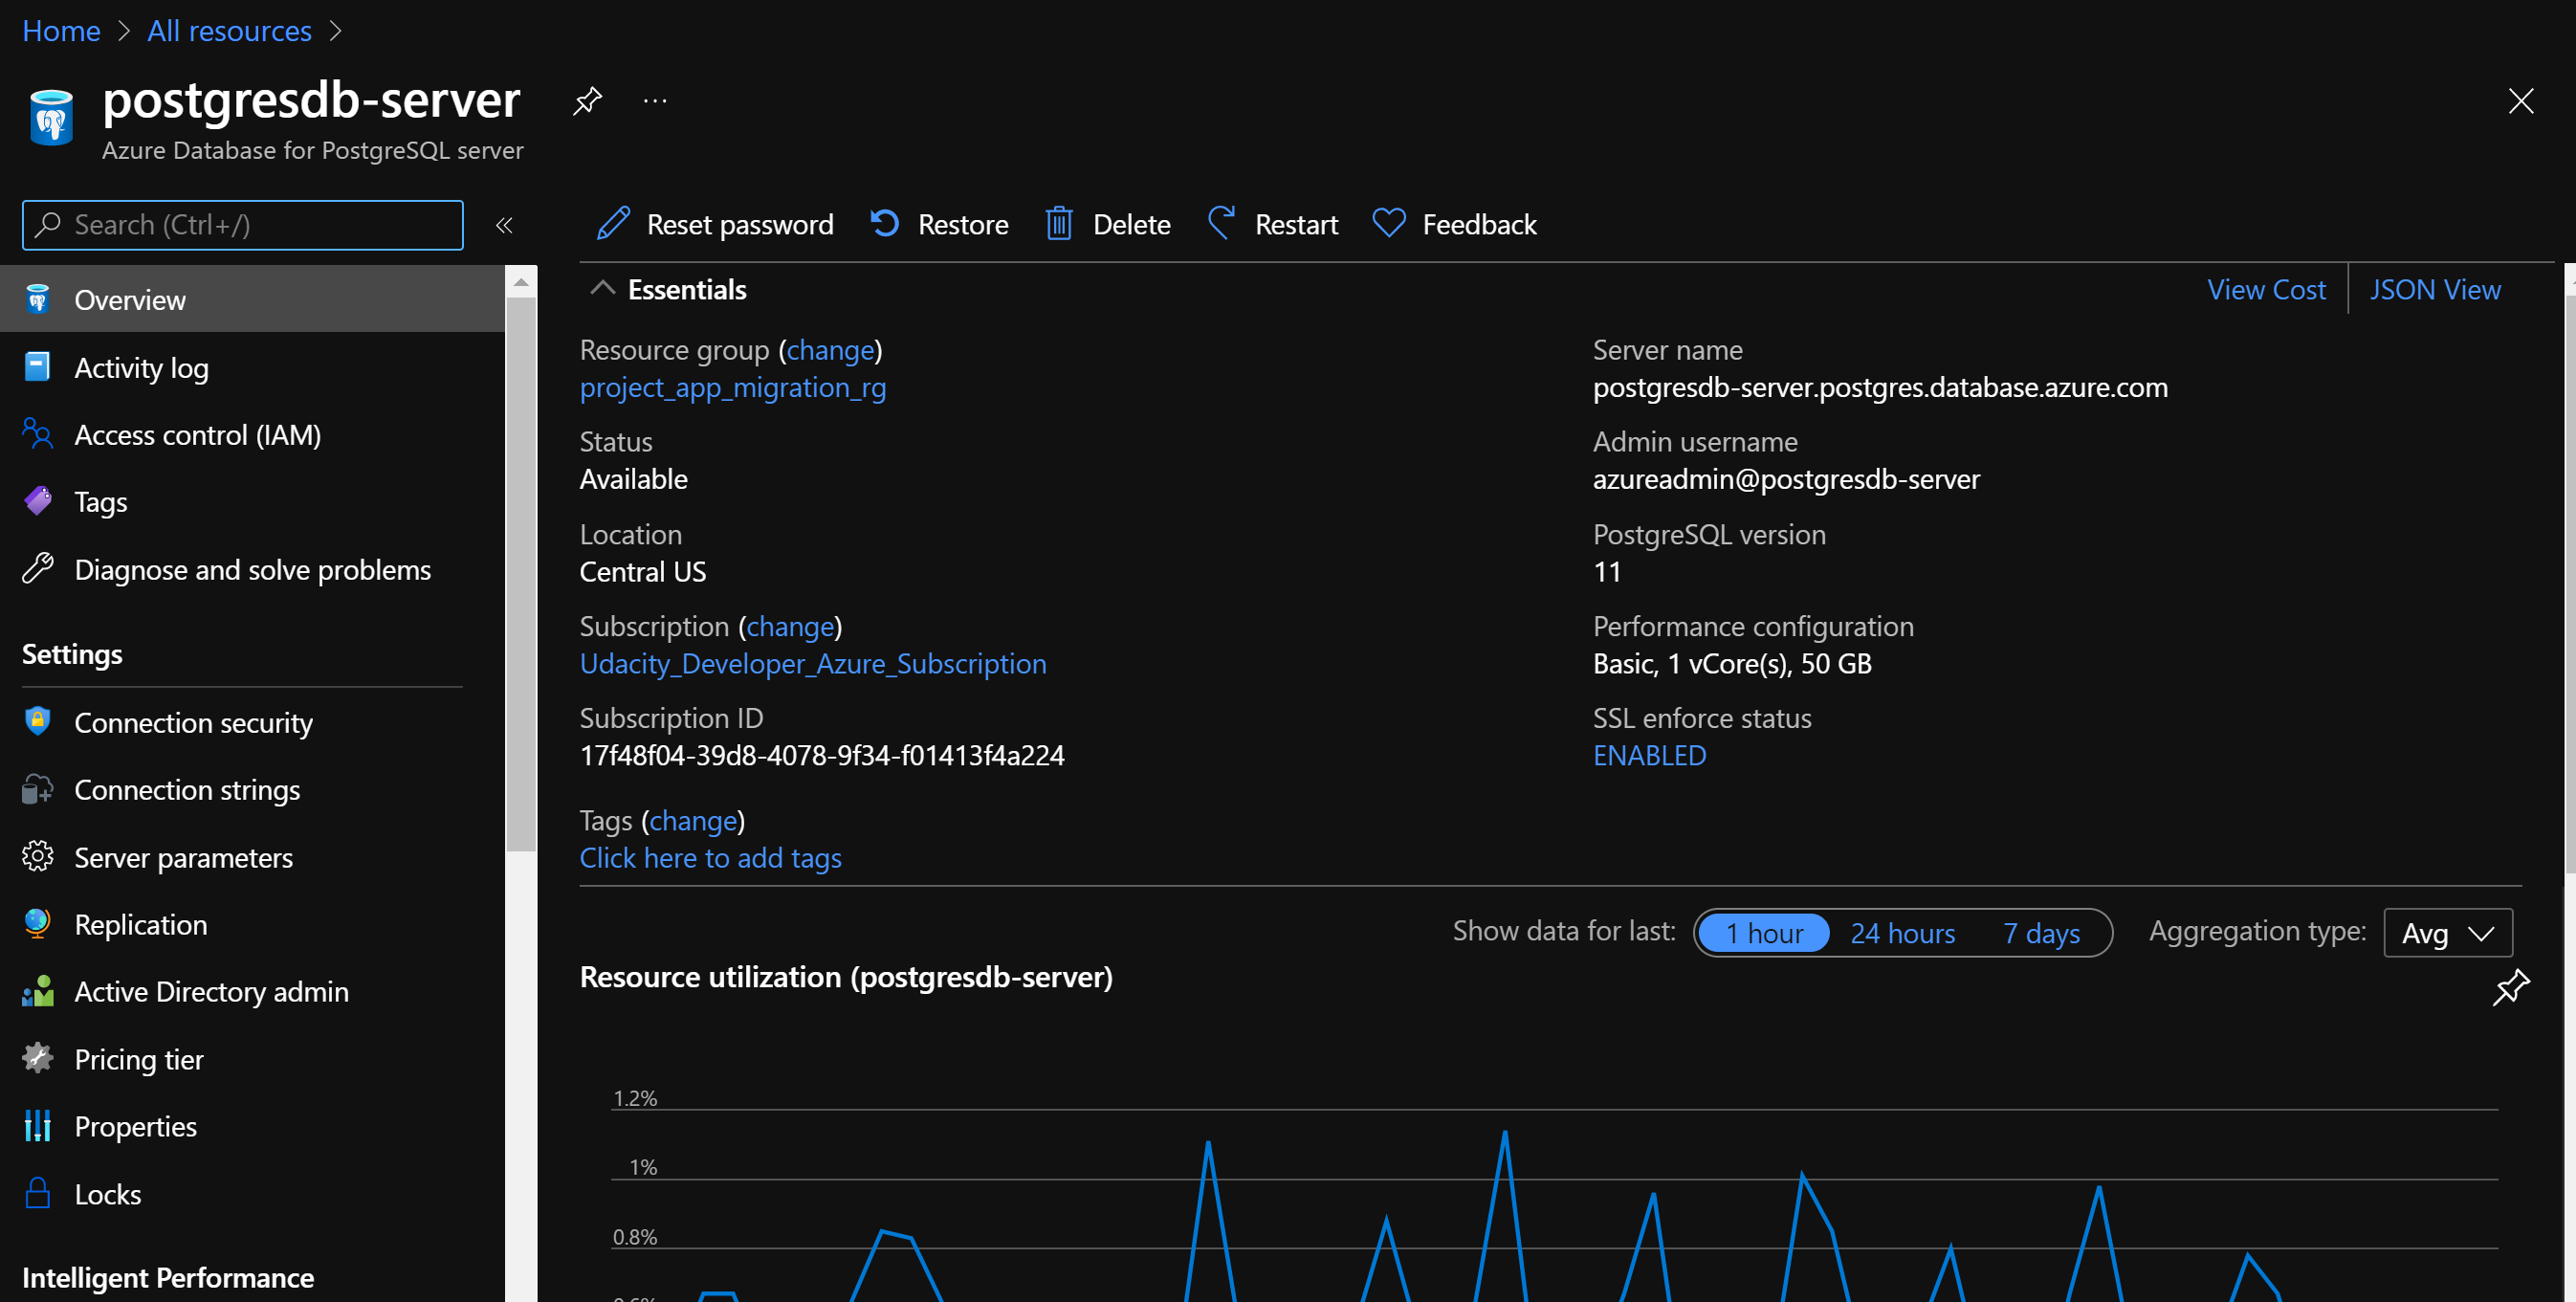 Home > All resources >
postgresdb-server ...
Azure Database for PostgreSQL server
Search (Ctrl+/) «
Overview
Activity log
Access control (IAM)
Tags
Diagnose and solve problems
Settings
Connection security
Connection strings
Server parameters
Replication
Active Directory admin
Pricing tier
Properties
Locks
Intelligent Performance
Reset password Restore Delete Restart Feedback
Essentials
View Cost JSON View
Resource group (change)
project_app_migration_rg
Status
Available
Location
Central US
Subscription (change)
Udacity_Developer_Azure_Subscription
Subscription ID
17f48f04-39d8-4078-9f34-f01413f4a224
Tags (change)
Click here to add tags
Server name
postgresdb-server.postgres.database.azure.com
Admin username
azureadmin@postgresdb-server
PostgreSQL version
11
Performance configuration
Basic, 1 vCore(s), 50 GB
SSL enforce status
ENABLED
Show data for last: 1 hour 24 hours 7 days Aggregation type: Avg
Resource utilization (postgresdb-server)
1.2%
1%
0.8%